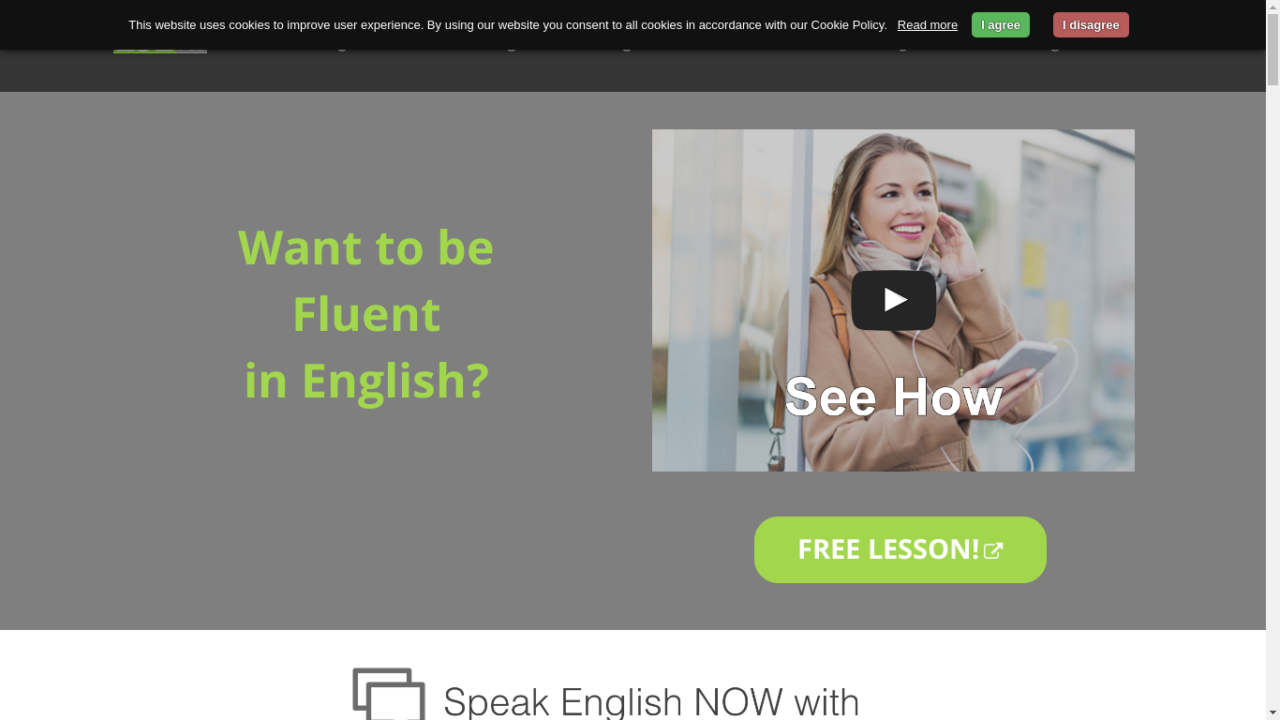 This website uses cookies to improve user experience. By using our website you consent to all cookies in accordance with our Cookie Policy. Read more I agree I disagree
Want to be
Fluent
in English?
See How
FREE LESSON!
Speak English NOW with